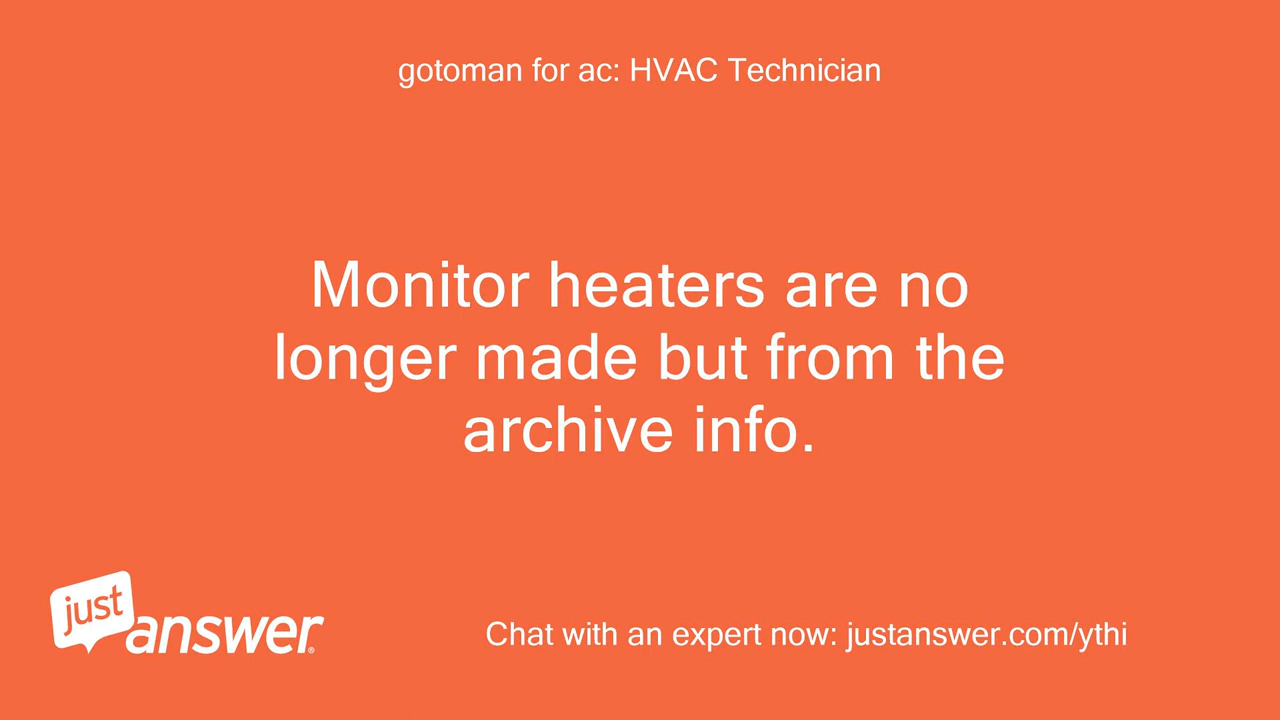 gotoman for ac: HVAC Technician
Monitor heaters are no
longer made but from the
archive info.
just
answer®
Chat with an expert now: justanswer.com/ythi